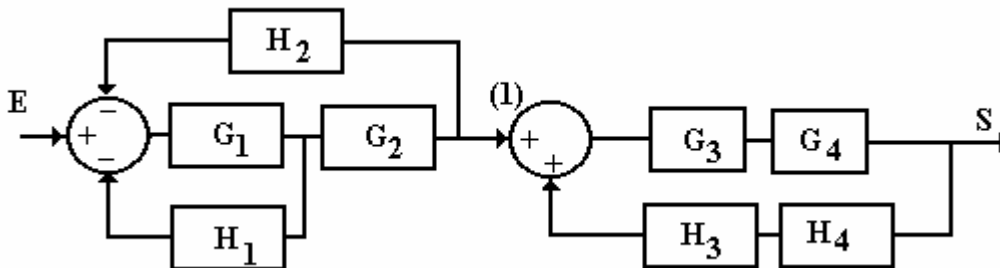 H2
E
(1)
S
−
+
−
G1
G2
+
+
G3
G4
H1
H3
H4